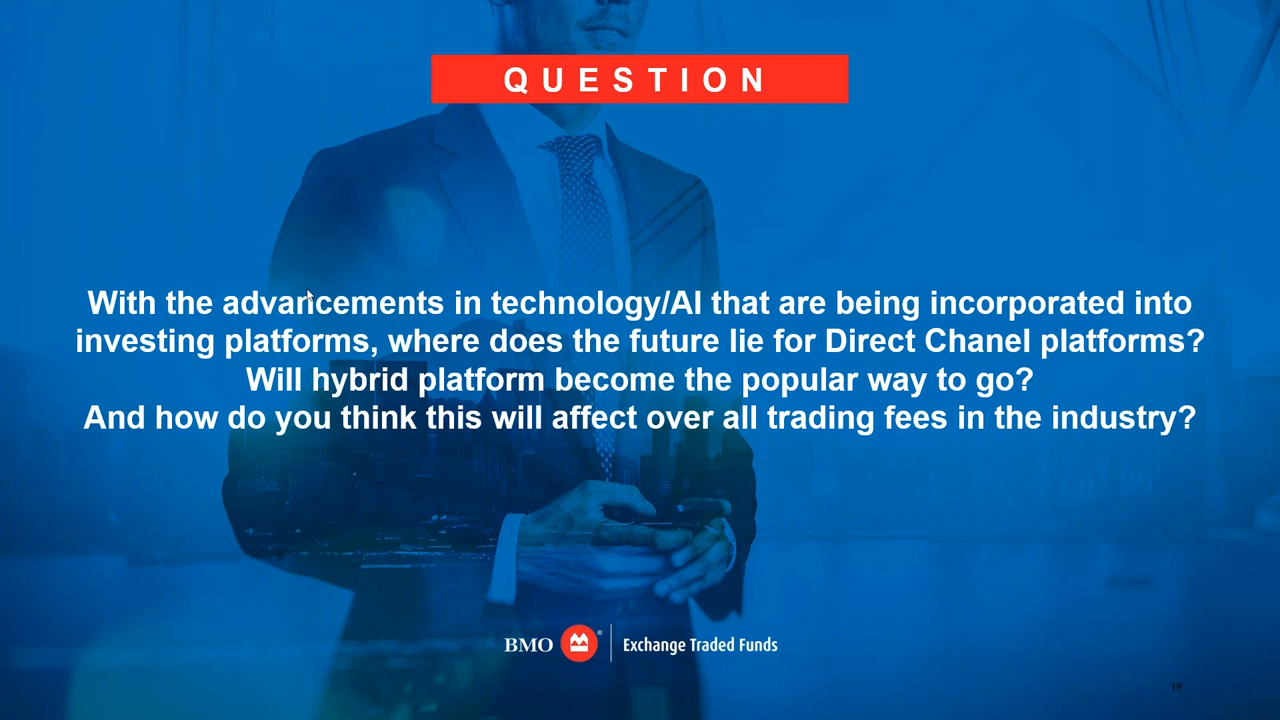 QUESTION
With the advancements in technology/AI that are being incorporated into
investing platforms, where does the future lie for Direct Chanel platforms?
Will hybrid platform become the popular way to go?
And how do you think this will affect over all trading fees in the industry?
BMO ® Exchange Traded Funds
18